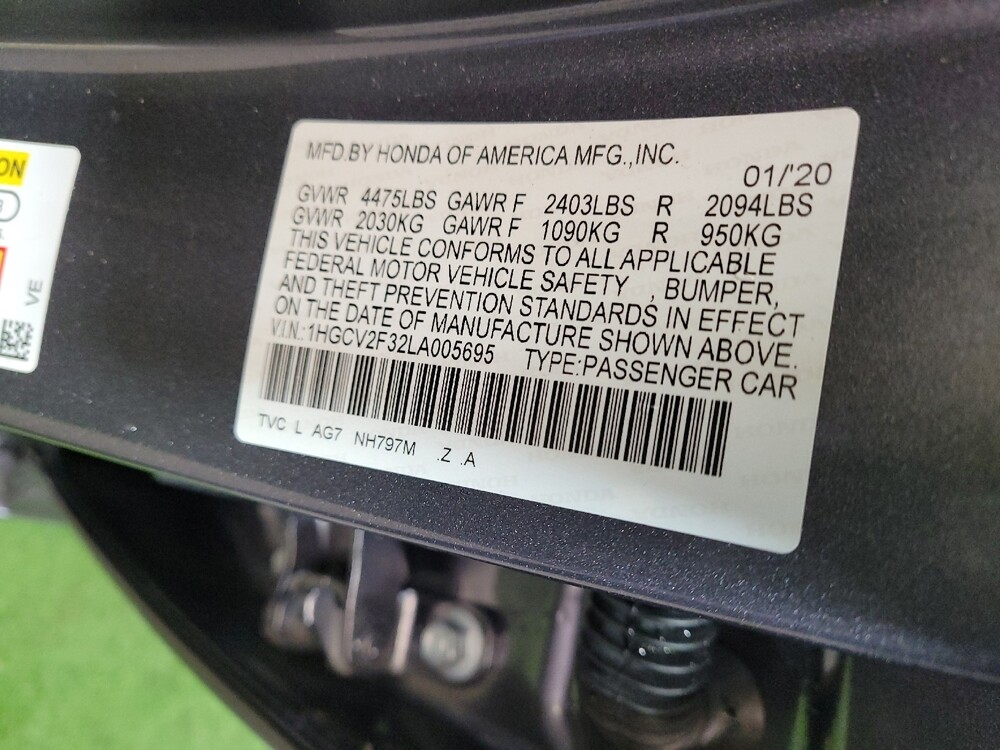 ON
VE
MFD.BY HONDA OF AMERICA MFG.,INC.
01/'20
GVWR 4475LBS GAWR F 2403LBS R 2094LBS
GVWR 2030KG GAWR F 1090KG R 950KG
THIS VEHICLE CONFORMS TO ALL APPLICABLE
FEDERAL MOTOR VEHICLE SAFETY , BUMPER,
AND THEFT PREVENTION STANDARDS IN EFFECT
ON THE DATE OF MANUFACTURE SHOWN ABOVE.
V.I.N.:1HGCV2F32LA005695 TYPE:PASSENGER CAR
TVC L AG7 NH797M .Z .A